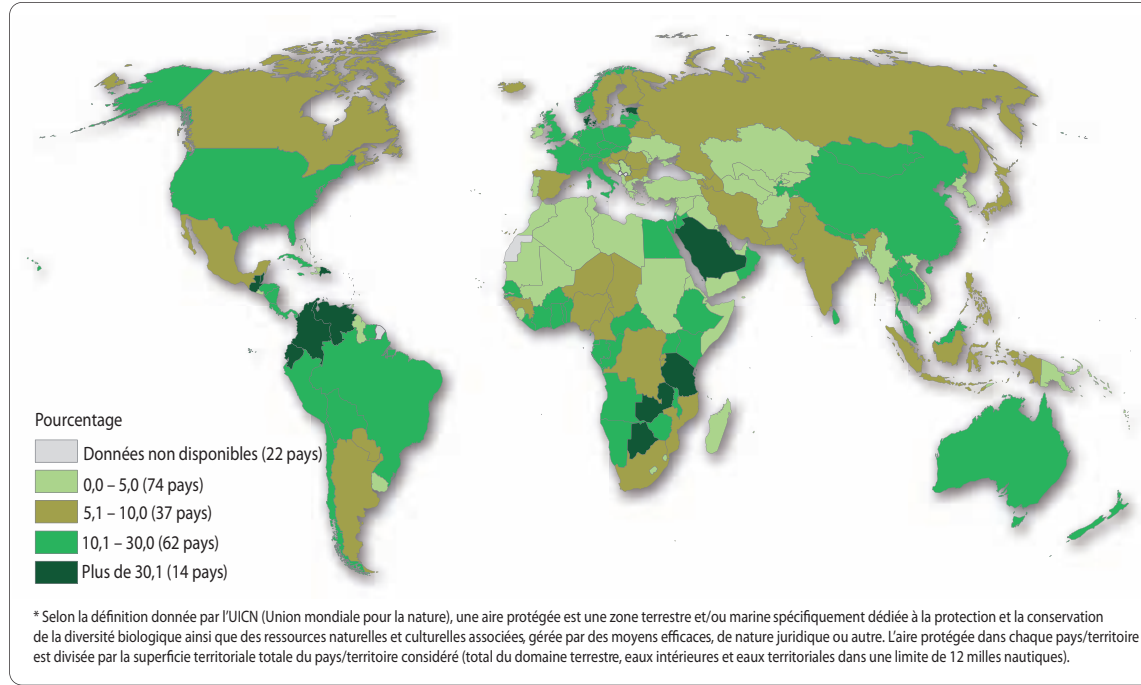 Pourcentage
Données non disponibles (22 pays)
0,0 – 5,0 (74 pays)
5,1 – 10,0 (37 pays)
10,1 – 30,0 (62 pays)
Plus de 30,1 (14 pays)
* Selon la définition donnée par l'UICN (Union mondiale pour la nature), une aire protégée est une zone terrestre et/ou marine spécifiquement dédiée à la protection et la conservation
de la diversité biologique ainsi que des ressources naturelles et culturelles associées, gérée par des moyens efficaces, de nature juridique ou autre. L'aire protégée dans chaque pays/territoire
est divisée par la superficie territoriale totale du pays/territoire considéré (total du domaine terrestre, eaux intérieures et eaux territoriales dans une limite de 12 milles nautiques).